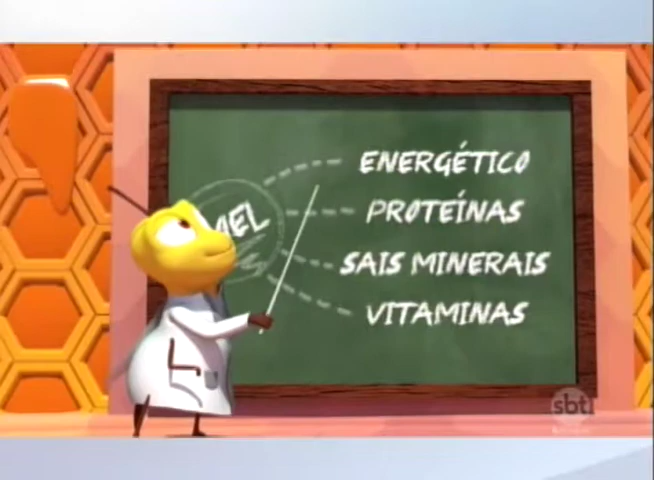 ENERGÉTICO
MEL
PROTEÍNAS
SAIS MINERAIS
VITAMINAS
sbt